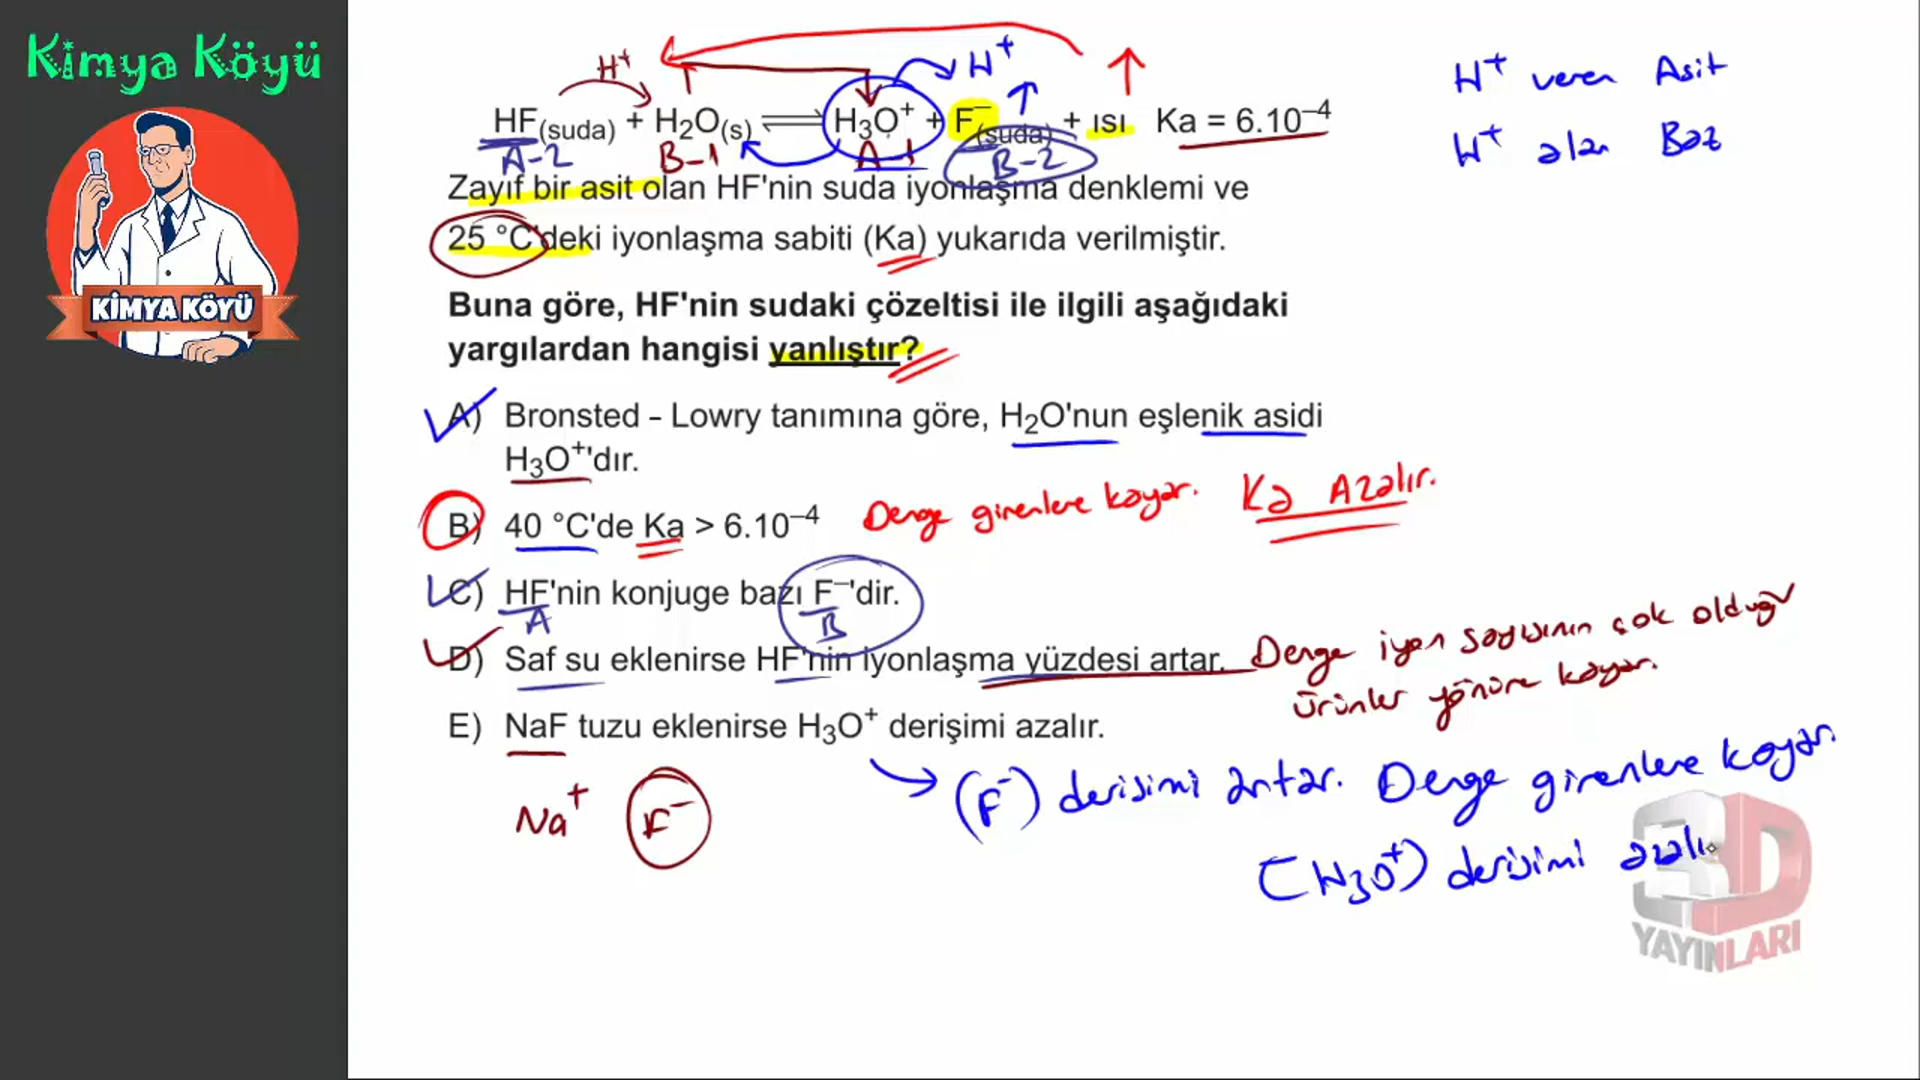 Kimya Köyü
KİMYA KÖYÜ
H⁺
H⁺
HF(suda) + H₂O(s) ⇌ H₃O⁺ + F⁻(suda) + ısı Ka = 6.10⁻⁴
A-2 B-1 A-1 B-2
H⁺ veren Asit
H⁺ alan Baz
Zayıf bir asit olan HF'nin suda iyonlaşma denklemi ve
25 °C'deki iyonlaşma sabiti (Ka) yukarıda verilmiştir.
Buna göre, HF'nin sudaki çözeltisi ile ilgili aşağıdaki
yargılardan hangisi yanlıştır?
A) Bronsted - Lowry tanımına göre, H₂O'nun eşlenik asidi
H₃O⁺'dır.
B) 40 °C'de Ka > 6.10⁻⁴ Denge girenlere kayar. Ka Azalır.
C) HF'nin konjuge bazı F⁻'dir.
A B
D) Saf su eklenirse HF'nin iyonlaşma yüzdesi artar. Denge iyon sayısının çok olduğu
ürünler yönüne kayar.
E) NaF tuzu eklenirse H₃O⁺ derişimi azalır.
Na⁺ F⁻
(F⁻) derişimi artar. Denge girenlere kayar.
(H₃O⁺) derişimi azalı
3D
YAYINLARI